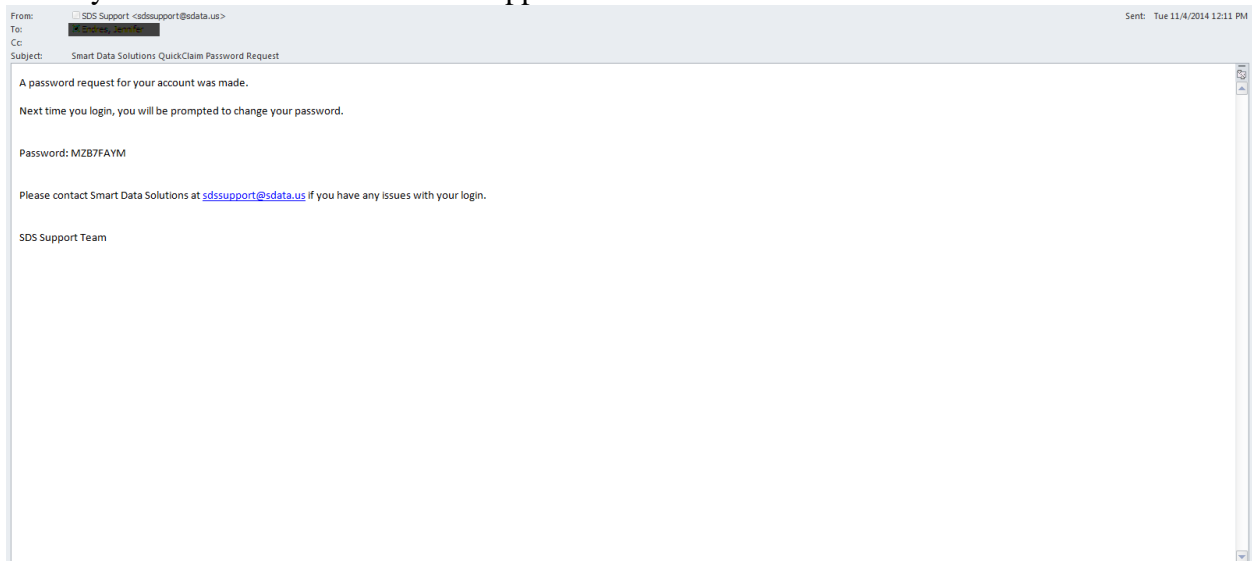 From: SDS Support <sdssupport@sdata.us> Sent: Tue 11/4/2014 12:11 PM
To:
Cc:
Subject: Smart Data Solutions QuickClaim Password Request
A password request for your account was made.
Next time you login, you will be prompted to change your password.
Password: MZB7FAYM
Please contact Smart Data Solutions at sdssupport@sdata.us if you have any issues with your login.
SDS Support Team